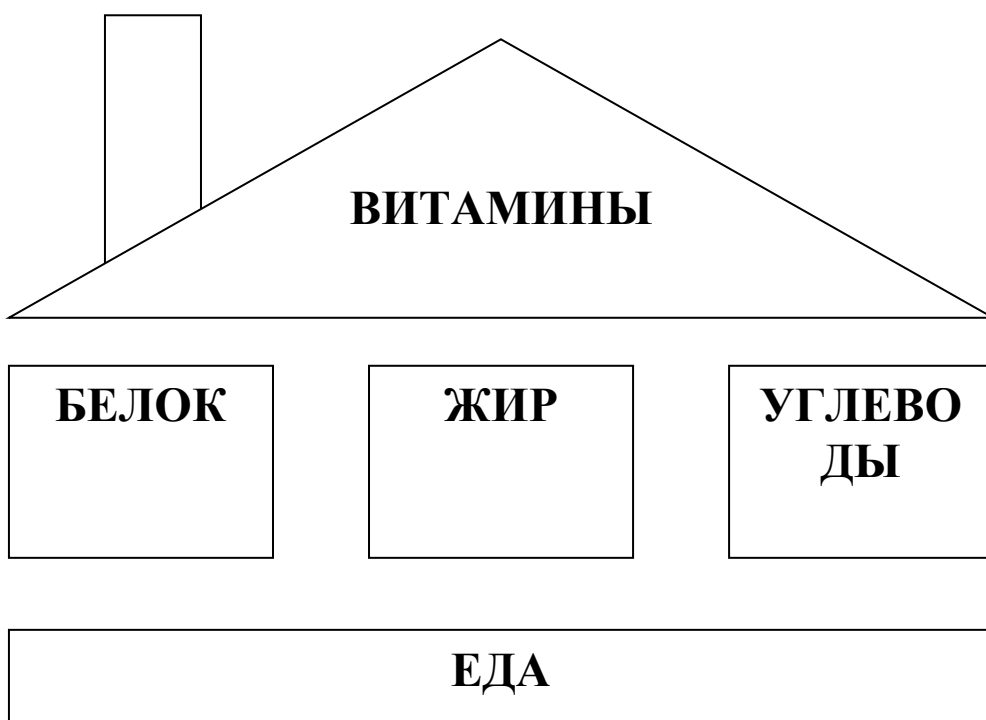 ВИТАМИНЫ
БЕЛОК
ЖИР
УГЛЕВО
ДЫ
ЕДА